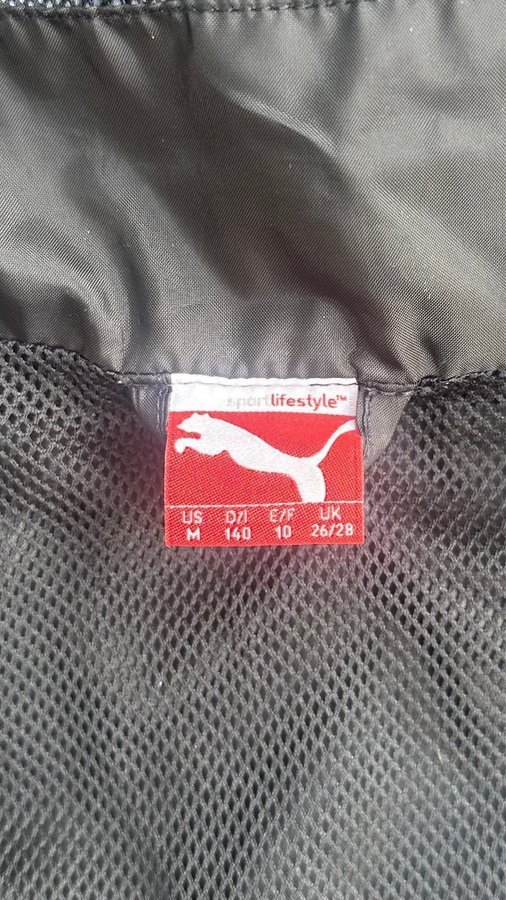 sportlifestyle™
US D/I E/F UK
M 140 10 26/28